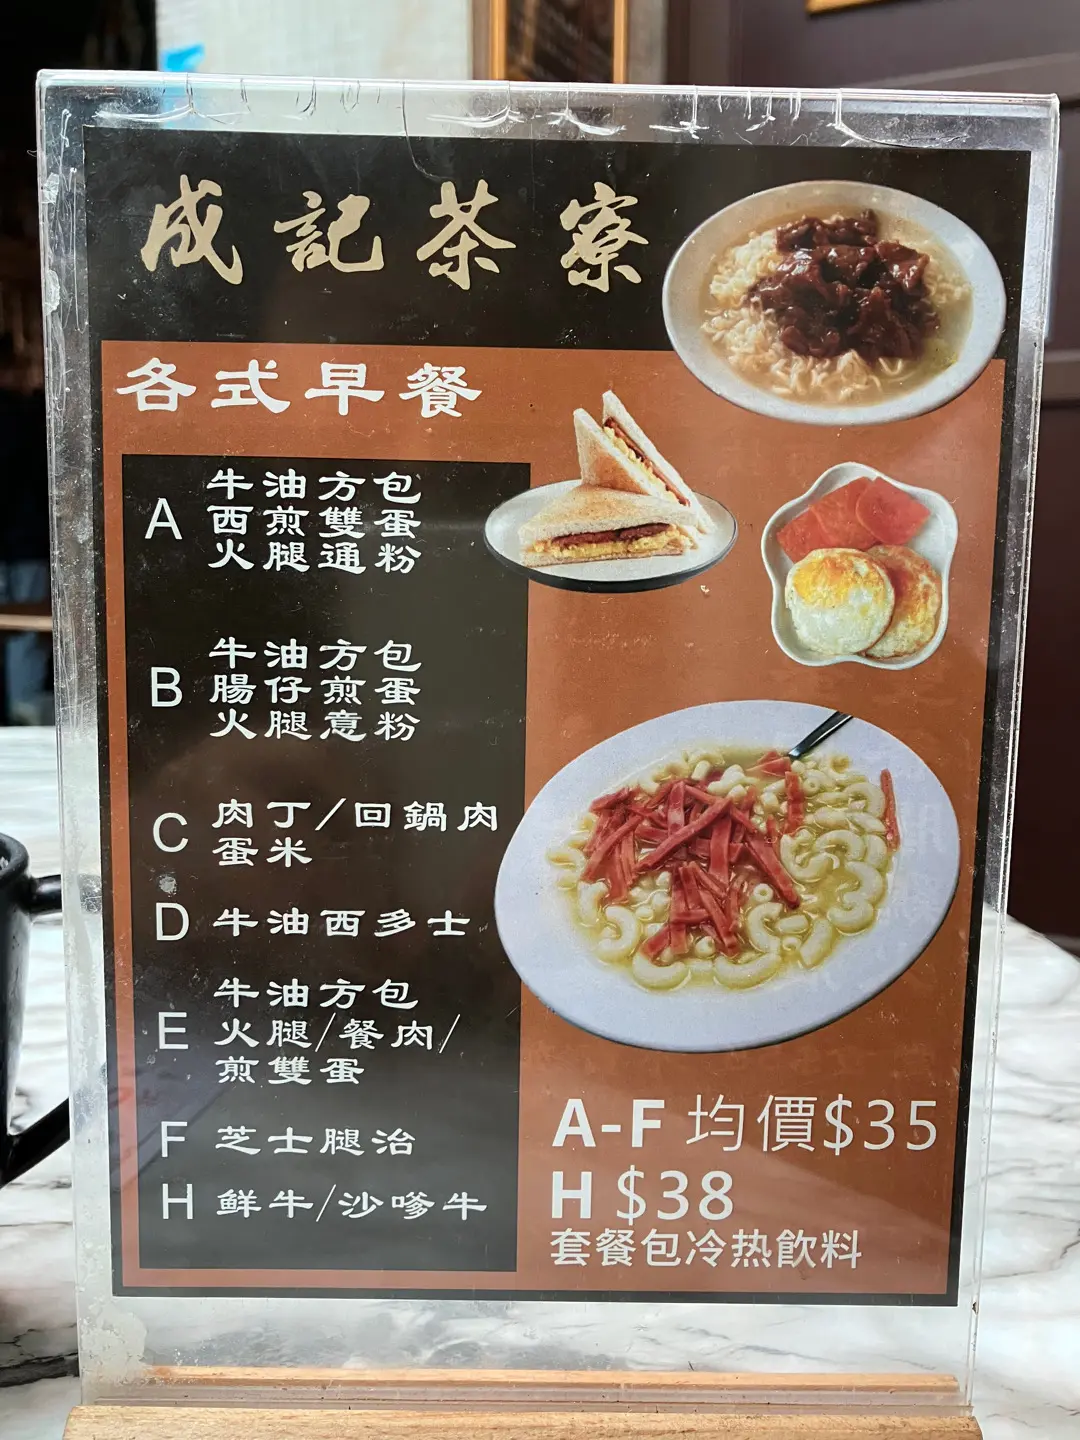 成記茶寮
各式早餐
A
牛油方包
西煎雙蛋
火腿通粉
B
牛油方包
腸仔煎蛋
火腿意粉
C
肉丁/回鍋肉
蛋米
D 牛油西多士
E
牛油方包
火腿/餐肉/
煎雙蛋
F 芝士腿治
H 鲜牛/沙嗲牛
A-F 均價$35
H $38
套餐包冷热飲料